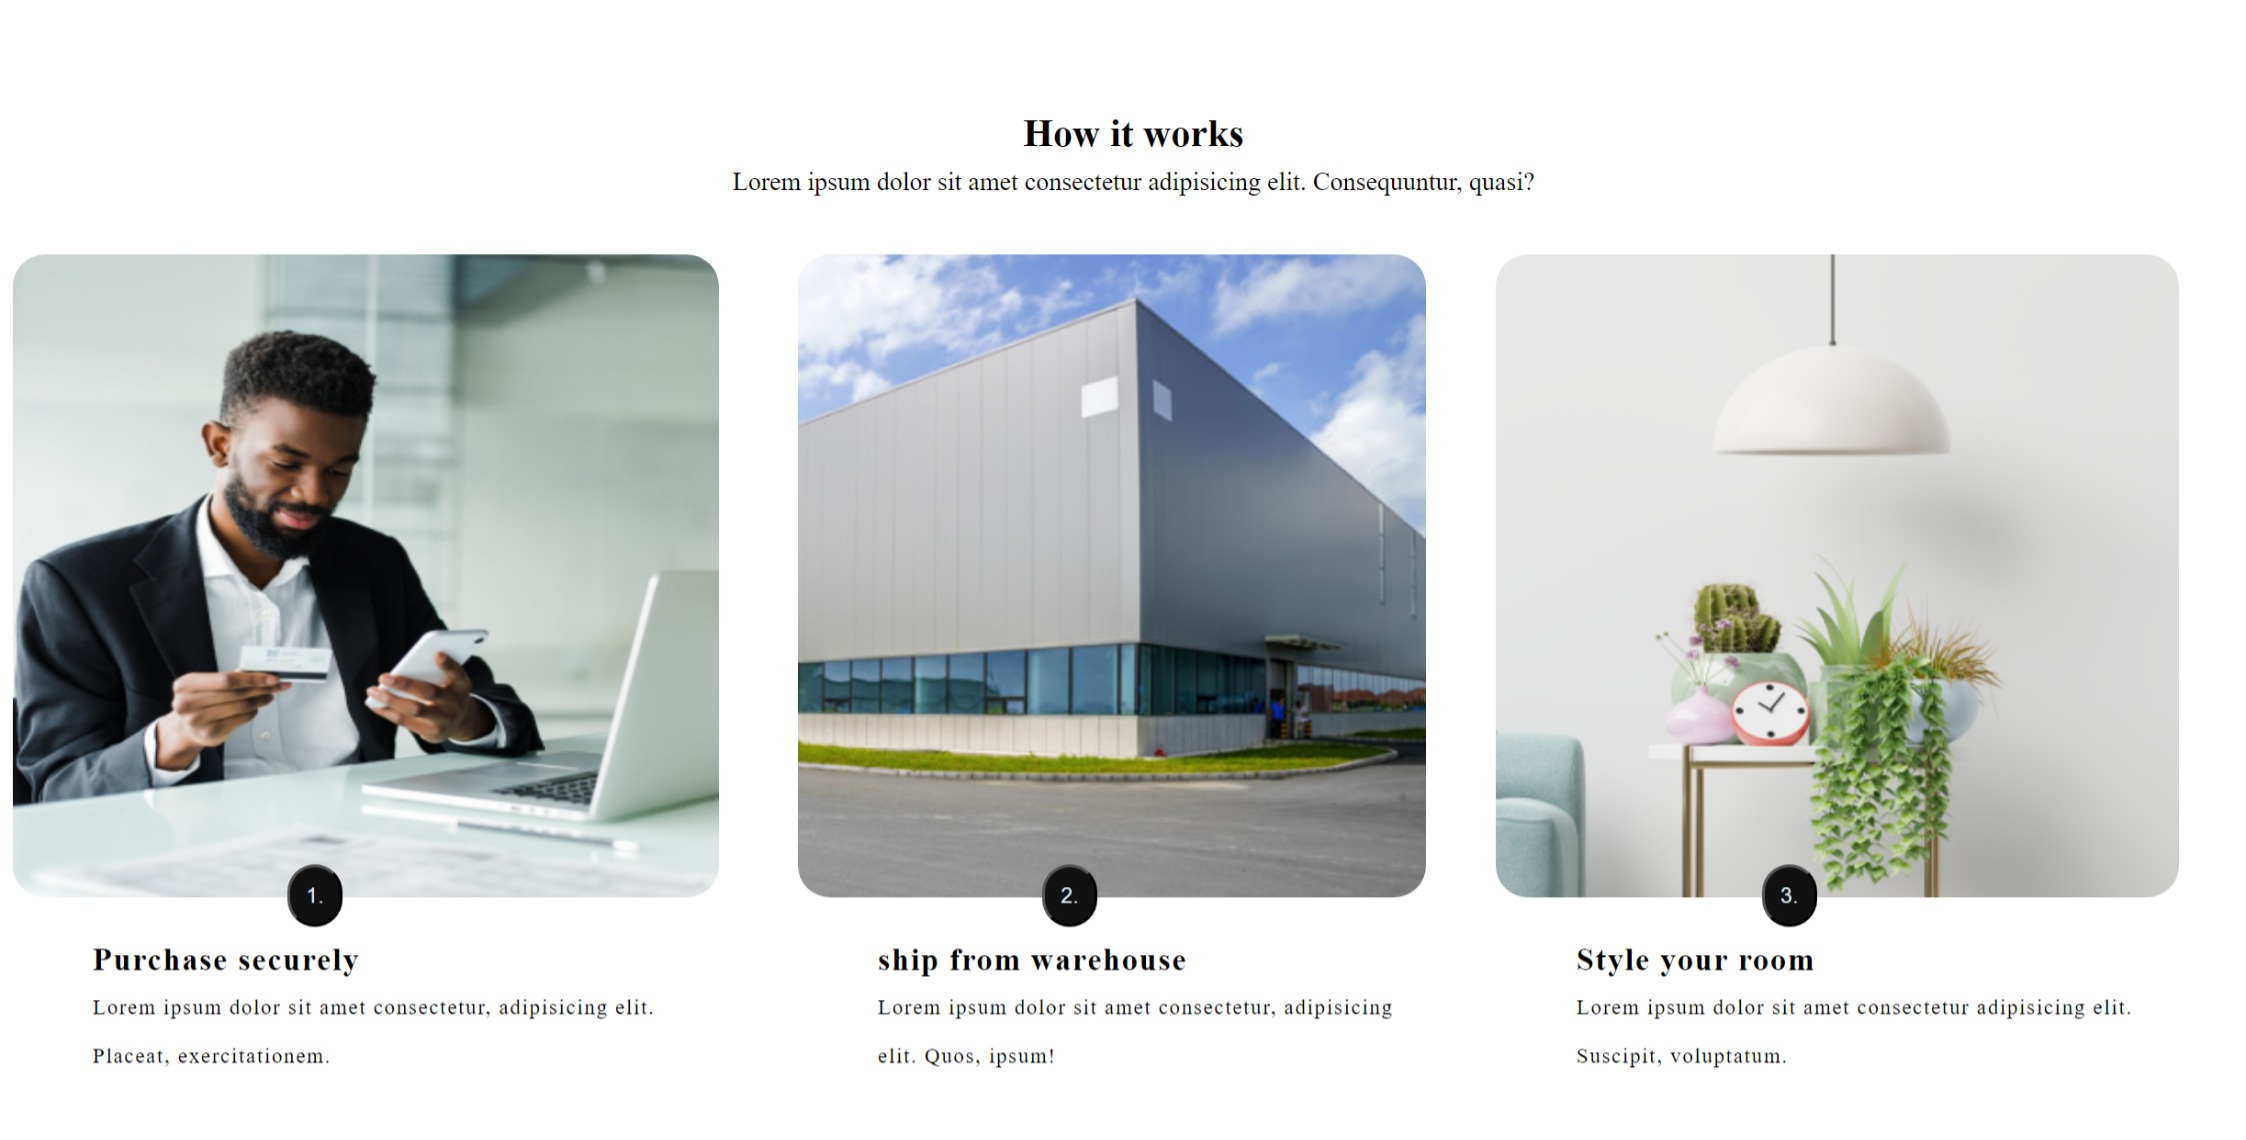 How it works
Lorem ipsum dolor sit amet consectetur adipisicing elit. Consequuntur, quasi?
1.
Purchase securely
Lorem ipsum dolor sit amet consectetur, adipisicing elit.
Placeat, exercitationem.
2.
ship from warehouse
Lorem ipsum dolor sit amet consectetur, adipisicing
elit. Quos, ipsum!
3.
Style your room
Lorem ipsum dolor sit amet consectetur adipisicing elit.
Suscipit, voluptatum.